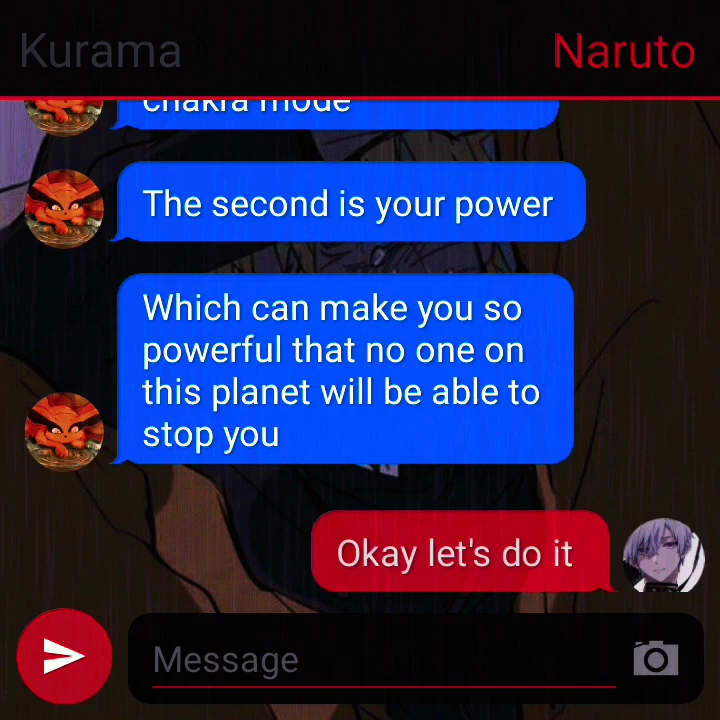 Kurama
Naruto
chakra mode
The second is your power
Which can make you so
powerful that no one on
this planet will be able to
stop you
Okay let's do it
Message